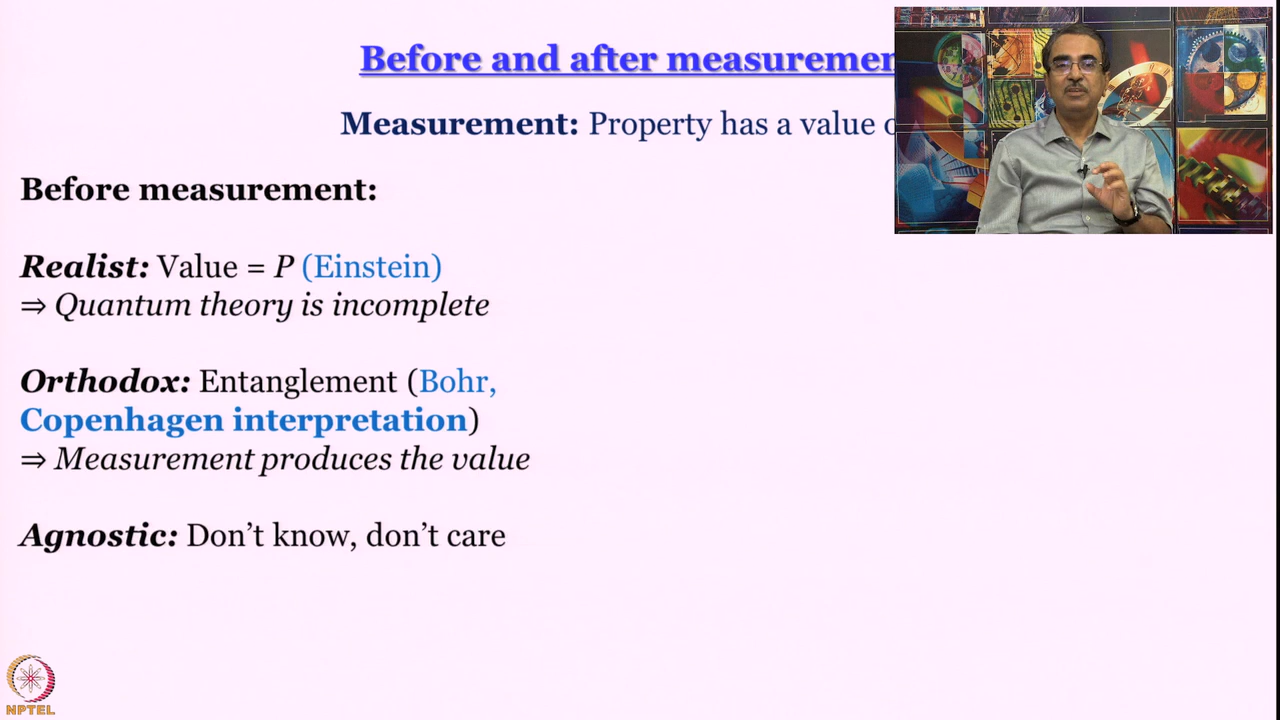 Before and after
Measurement: Property has a value
Before measurement:
Realist: Value = P (Einstein)
⇒ Quantum theory is incomplete
Orthodox: Entanglement (Bohr,
Copenhagen interpretation)
⇒ Measurement produces the value
Agnostic: Don’t know, don’t care
NPTEL